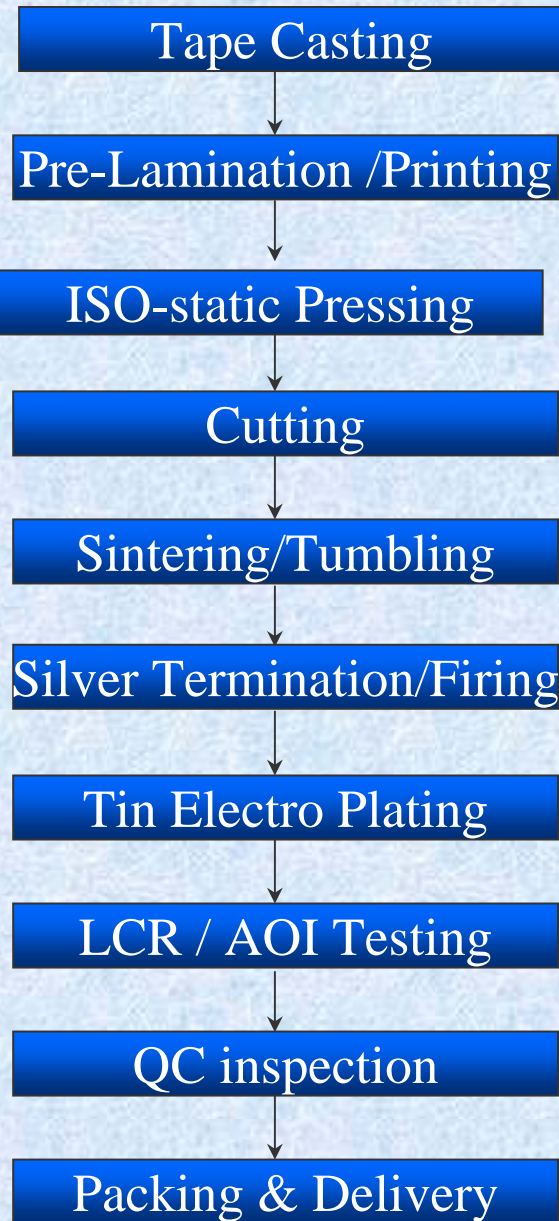 Tape Casting
Pre-Lamination /Printing
ISO-static Pressing
Cutting
Sintering/Tumbling
Silver Termination/Firing
Tin Electro Plating
LCR / AOI Testing
QC inspection
Packing & Delivery